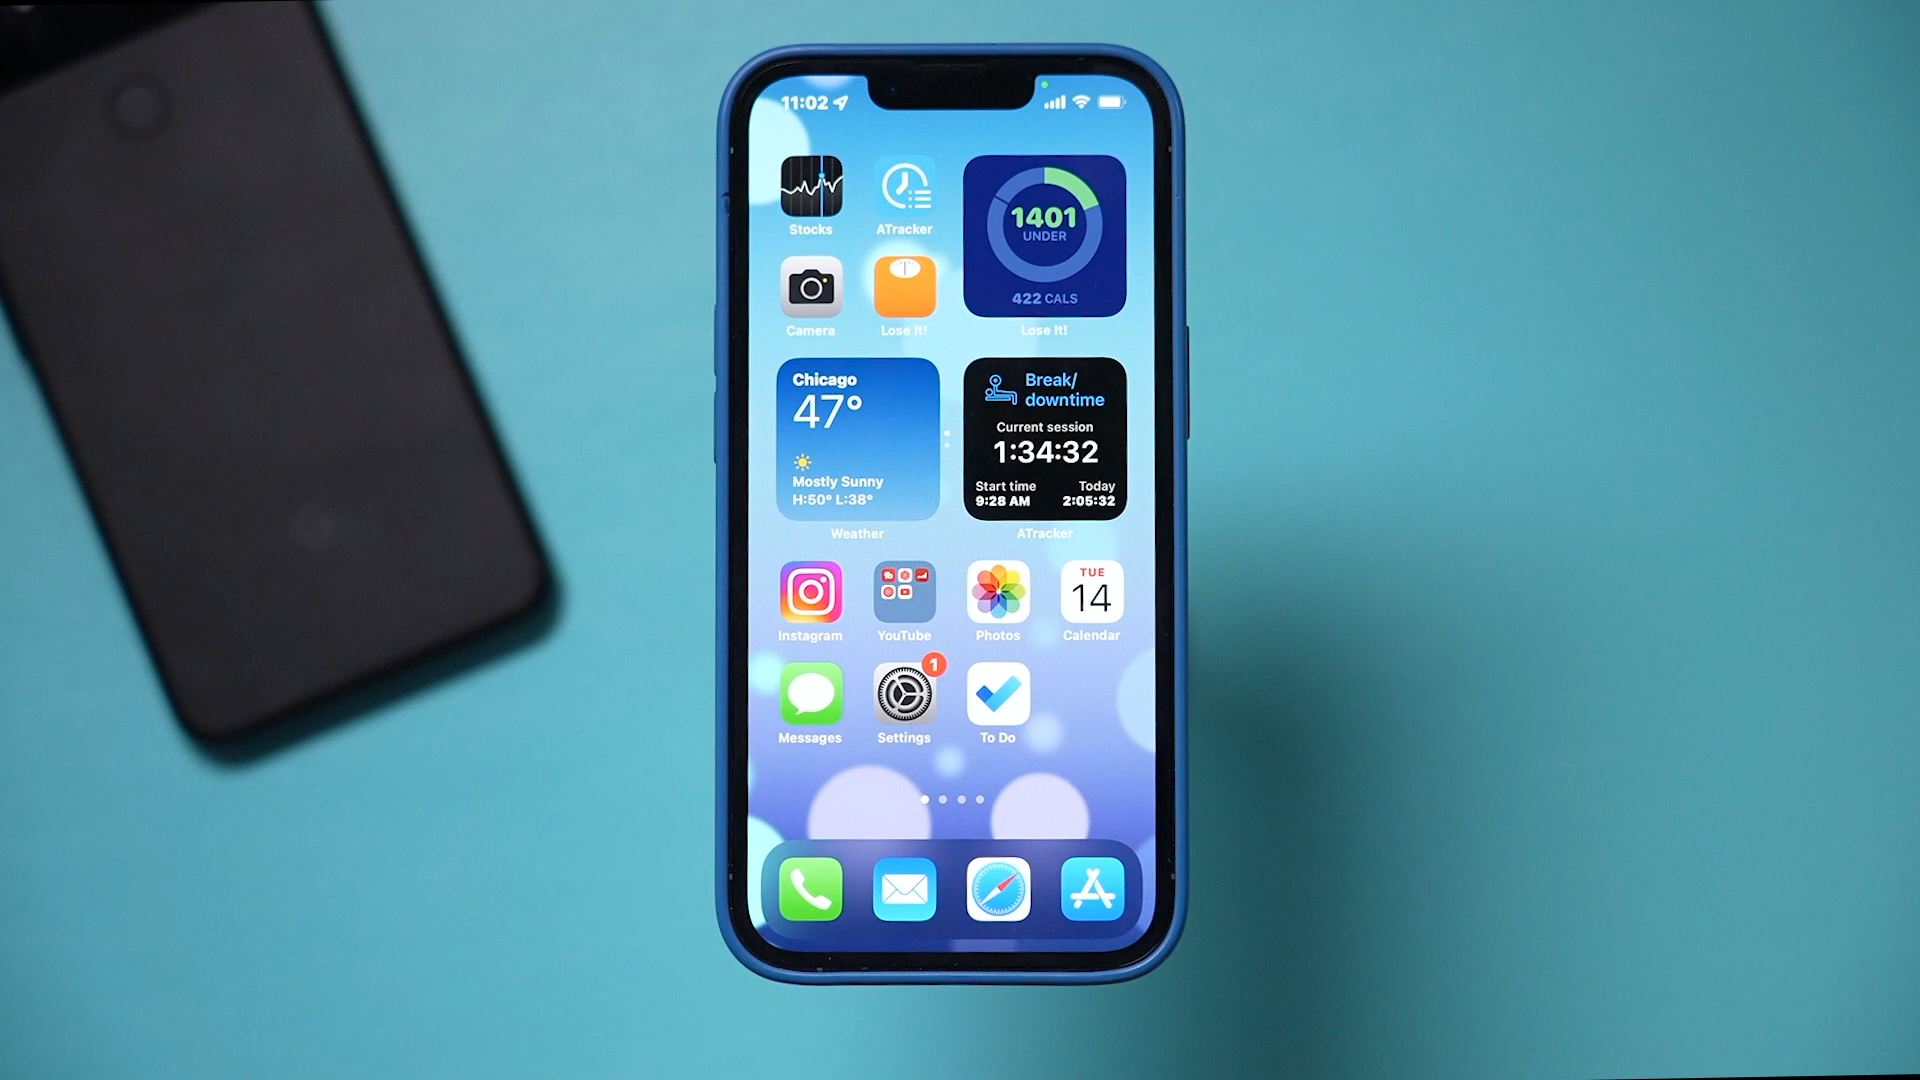 11:02
Stocks
ATracker
1401
UNDER
422 CALS
Camera
Lose It!
Lose It!
Chicago
47°
Mostly Sunny
H:50° L:38°
Weather
Break/
downtime
Current session
1:34:32
Start time Today
9:28 AM 2:05:32
ATracker
TUE
14
Instagram YouTube Photos Calendar
1
Messages Settings To Do